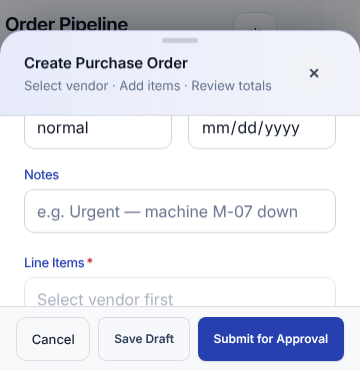 Order Pipeline
Create Purchase Order
Select vendor · Add items · Review totals
normal
mm/dd/yyyy
Notes
e.g. Urgent — machine M-07 down
Line Items *
Select vendor first
Cancel
Save Draft
Submit for Approval